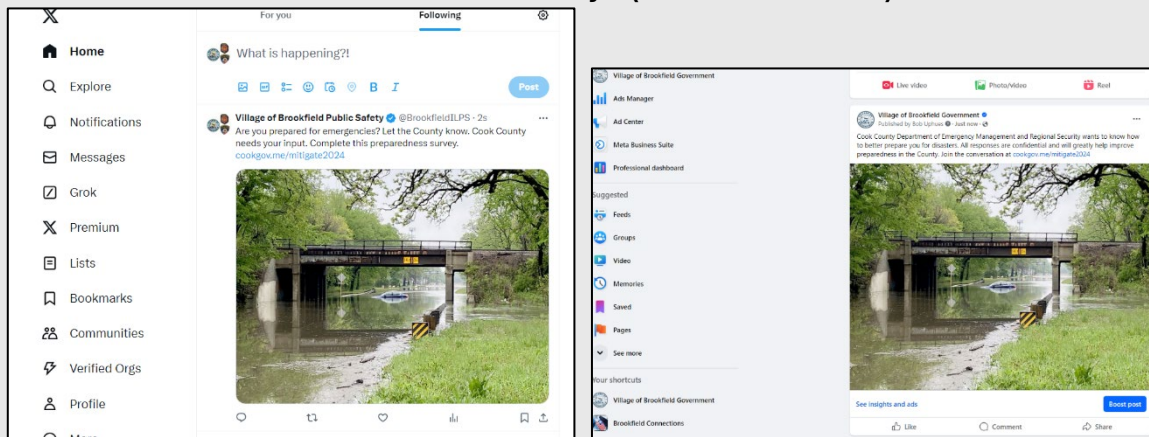 For you
Following
Home
Explore
Notifications
Messages
Grok
Premium
Lists
Bookmarks
Communities
Verified Orgs
Profile
What is happening?!
B I
Post
Village of Brookfield Public Safety @BrookfieldILPS · 2s
Are you prepared for emergencies? Let the County know. Cook County
needs your input. Complete this preparedness survey.
cookgov.me/mitigate2024
Village of Brookfield Government
Ads Manager
Ad Center
Meta Business Suite
Professional dashboard
Suggested
Feeds
Groups
Video
Memories
Saved
Pages
See more
Your shortcuts
Village of Brookfield Government
Brookfield Connections
Live video
Photo/video
Reel
Village of Brookfield Government
Published by Bob Uphues · Just now ·
Cook County Department of Emergency Management and Regional Security wants to know how
to better prepare you for disasters. All responses are confidential and will greatly help improve
preparedness in the County. Join the conversation at cookgov.me/mitigate2024
See insights and ads
Boost post
Like
Comment
Share